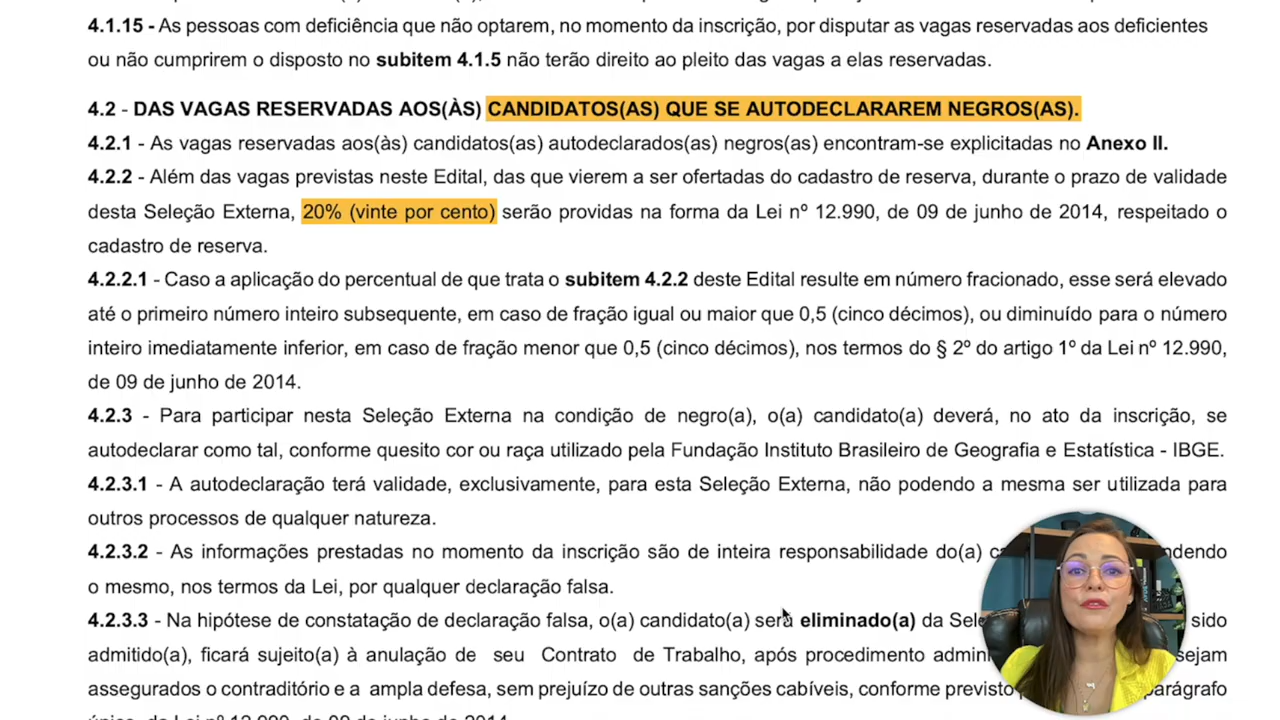 4.1.15 - As pessoas com deficiência que não optarem, no momento da inscrição, por disputar as vagas reservadas aos deficientes
ou não cumprirem o disposto no subitem 4.1.5 não terão direito ao pleito das vagas a elas reservadas.
4.2 - DAS VAGAS RESERVADAS AOS(ÀS) CANDIDATOS(AS) QUE SE AUTODECLARAREM NEGROS(AS).
4.2.1 - As vagas reservadas aos(às) candidatos(as) autodeclarados(as) negros(as) encontram-se explicitadas no Anexo II.
4.2.2 - Além das vagas previstas neste Edital, das que vierem a ser ofertadas do cadastro de reserva, durante o prazo de validade
desta Seleção Externa, 20% (vinte por cento) serão providas na forma da Lei nº 12.990, de 09 de junho de 2014, respeitado o
cadastro de reserva.
4.2.2.1 - Caso a aplicação do percentual de que trata o subitem 4.2.2 deste Edital resulte em número fracionado, esse será elevado
até o primeiro número inteiro subsequente, em caso de fração igual ou maior que 0,5 (cinco décimos), ou diminuído para o número
inteiro imediatamente inferior, em caso de fração menor que 0,5 (cinco décimos), nos termos do § 2º do artigo 1º da Lei nº 12.990,
de 09 de junho de 2014.
4.2.3 - Para participar nesta Seleção Externa na condição de negro(a), o(a) candidato(a) deverá, no ato da inscrição, se
autodeclarar como tal, conforme quesito cor ou raça utilizado pela Fundação Instituto Brasileiro de Geografia e Estatística - IBGE.
4.2.3.1 - A autodeclaração terá validade, exclusivamente, para esta Seleção Externa, não podendo a mesma ser utilizada para
outros processos de qualquer natureza.
4.2.3.2 - As informações prestadas no momento da inscrição são de inteira responsabilidade do(a)
o mesmo, nos termos da Lei, por qualquer declaração falsa.
4.2.3.3 - Na hipótese de constatação de declaração falsa, o(a) candidato(a) será eliminado(a) da sido
admitido(a), ficará sujeito(a) à anulação de seu Contrato de Trabalho, após procedimento sejam
assegurados o contraditório e a ampla defesa, sem prejuízo de outras sanções cabíveis, conforme previsto parágrafo